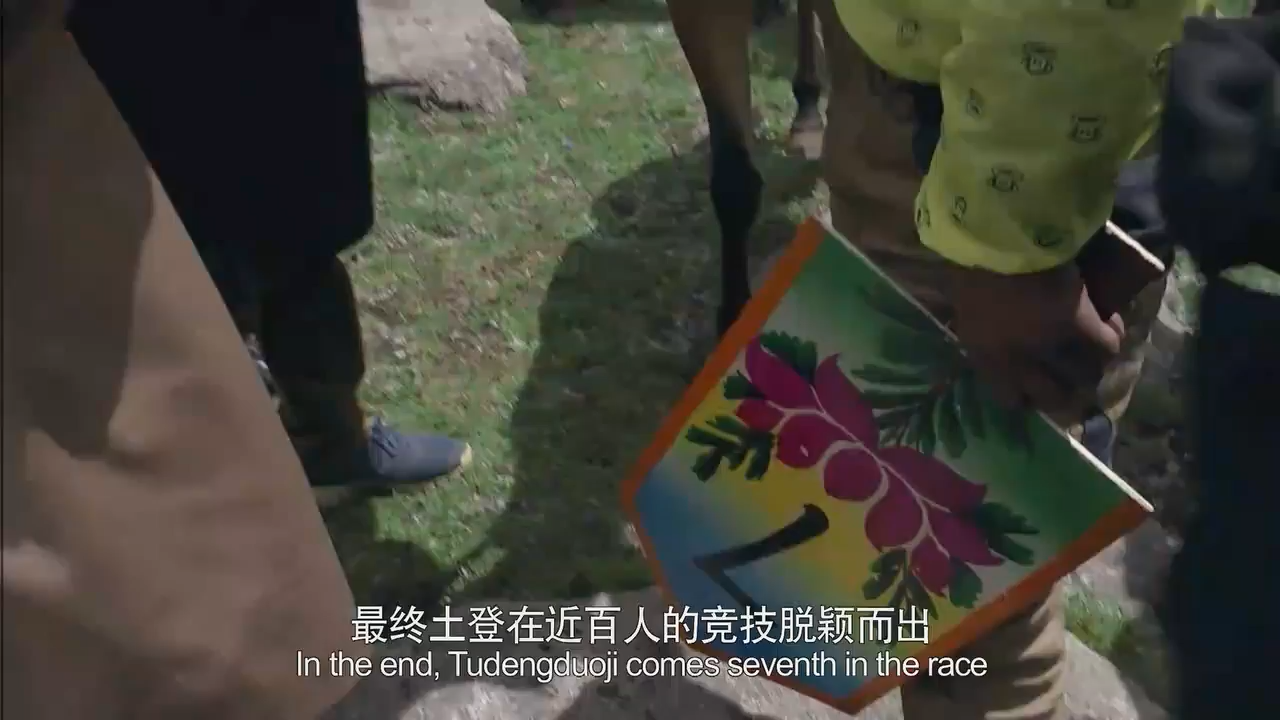 最终土登在近百人的竞技脱颖而出
In the end, Tudengduoji comes seventh in the race